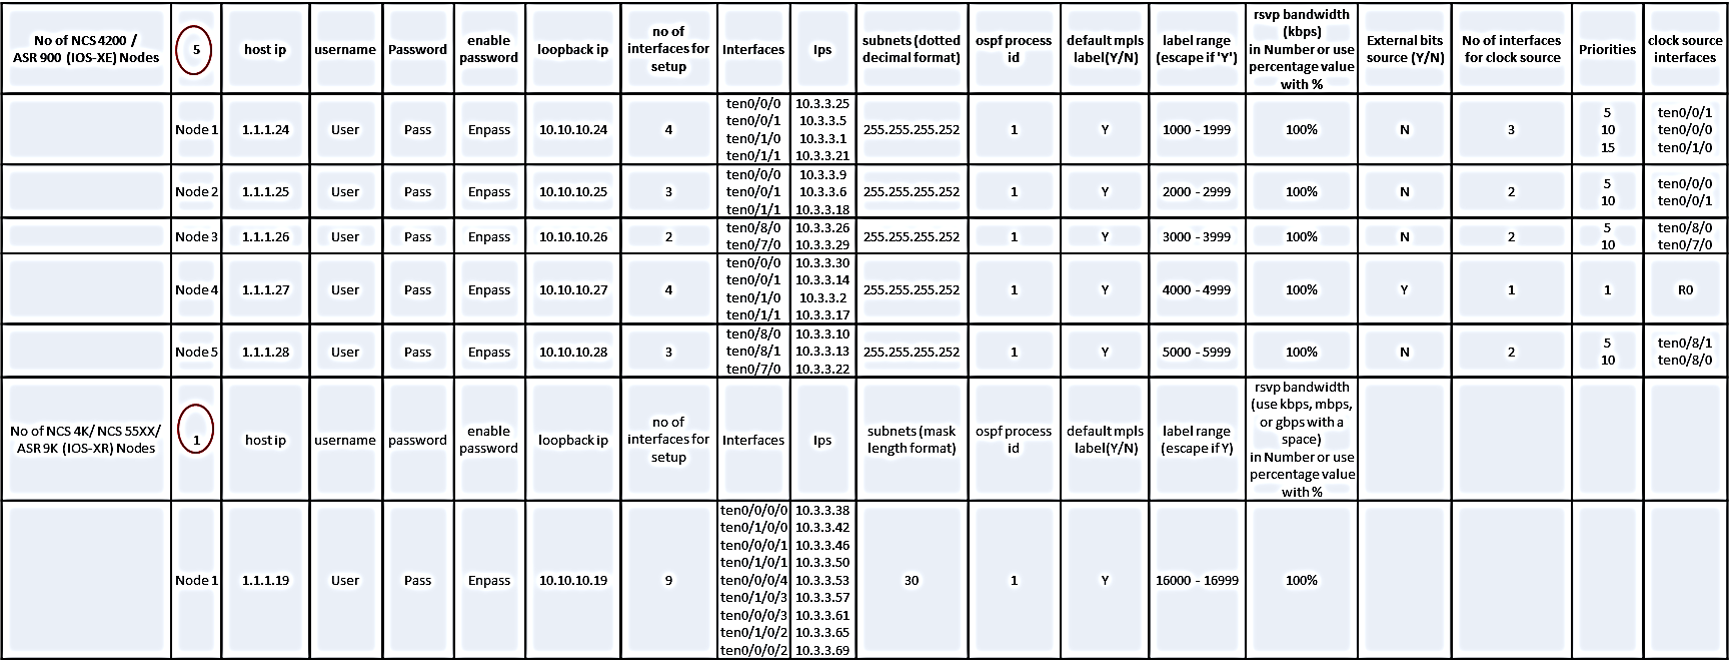 No of NCS 4200 / ASR 900 (IOS-XE) Nodes 5 host ip username Password enable password loopback ip no of interfaces for setup Interfaces Ips subnets (dotted decimal format) ospf process id default mpls label(Y/N) label range (escape if 'Y') rsvp bandwidth (kbps) in Number or use percentage value with % External bits source (Y/N) No of interfaces for clock source Priorities clock source interfaces
Node 1 1.1.1.24 User Pass Enpass 10.10.10.24 4 ten0/0/0 10.3.3.25 255.255.255.252 1 Y 1000 - 1999 100% N 3 5 ten0/0/1
ten0/0/1 10.3.3.5 10 ten0/0/0
ten0/1/0 10.3.3.1 15 ten0/1/0
ten0/1/1 10.3.3.21
Node 2 1.1.1.25 User Pass Enpass 10.10.10.25 3 ten0/0/0 10.3.3.9 255.255.255.252 1 Y 2000 - 2999 100% N 2 5 ten0/0/0
ten0/0/1 10.3.3.6 10 ten0/0/1
ten0/1/1 10.3.3.18
Node 3 1.1.1.26 User Pass Enpass 10.10.10.26 2 ten0/8/0 10.3.3.26 255.255.255.252 1 Y 3000 - 3999 100% N 2 5 ten0/8/0
ten0/7/0 10.3.3.29 10 ten0/7/0
Node 4 1.1.1.27 User Pass Enpass 10.10.10.27 4 ten0/0/0 10.3.3.30 255.255.255.252 1 Y 4000 - 4999 100% Y 1 1 R0
ten0/0/1 10.3.3.14
ten0/1/0 10.3.3.2
ten0/1/1 10.3.3.17
Node 5 1.1.1.28 User Pass Enpass 10.10.10.28 3 ten0/8/0 10.3.3.10 255.255.255.252 1 Y 5000 - 5999 100% N 2 5 ten0/8/1
ten0/8/1 10.3.3.13 10 ten0/8/0
ten0/7/0 10.3.3.22
No of NCS 4K/ NCS 55XX/ ASR 9K (IOS-XR) Nodes 1 host ip username password enable password loopback ip no of interfaces for setup Interfaces Ips subnets (mask length format) ospf process id default mpls label(Y/N) label range (escape if Y) rsvp bandwidth (use kbps, mbps, or gbps with a space) in Number or use percentage value with %
Node 1 1.1.1.19 User Pass Enpass 10.10.10.19 9 ten0/0/0/0 10.3.3.38 30 1 Y 16000 - 16999 100%
ten0/1/0/0 10.3.3.42
ten0/0/0/1 10.3.3.46
ten0/1/0/1 10.3.3.50
ten0/0/0/4 10.3.3.53
ten0/1/0/3 10.3.3.57
ten0/0/0/3 10.3.3.61
ten0/1/0/2 10.3.3.65
ten0/0/0/2 10.3.3.69